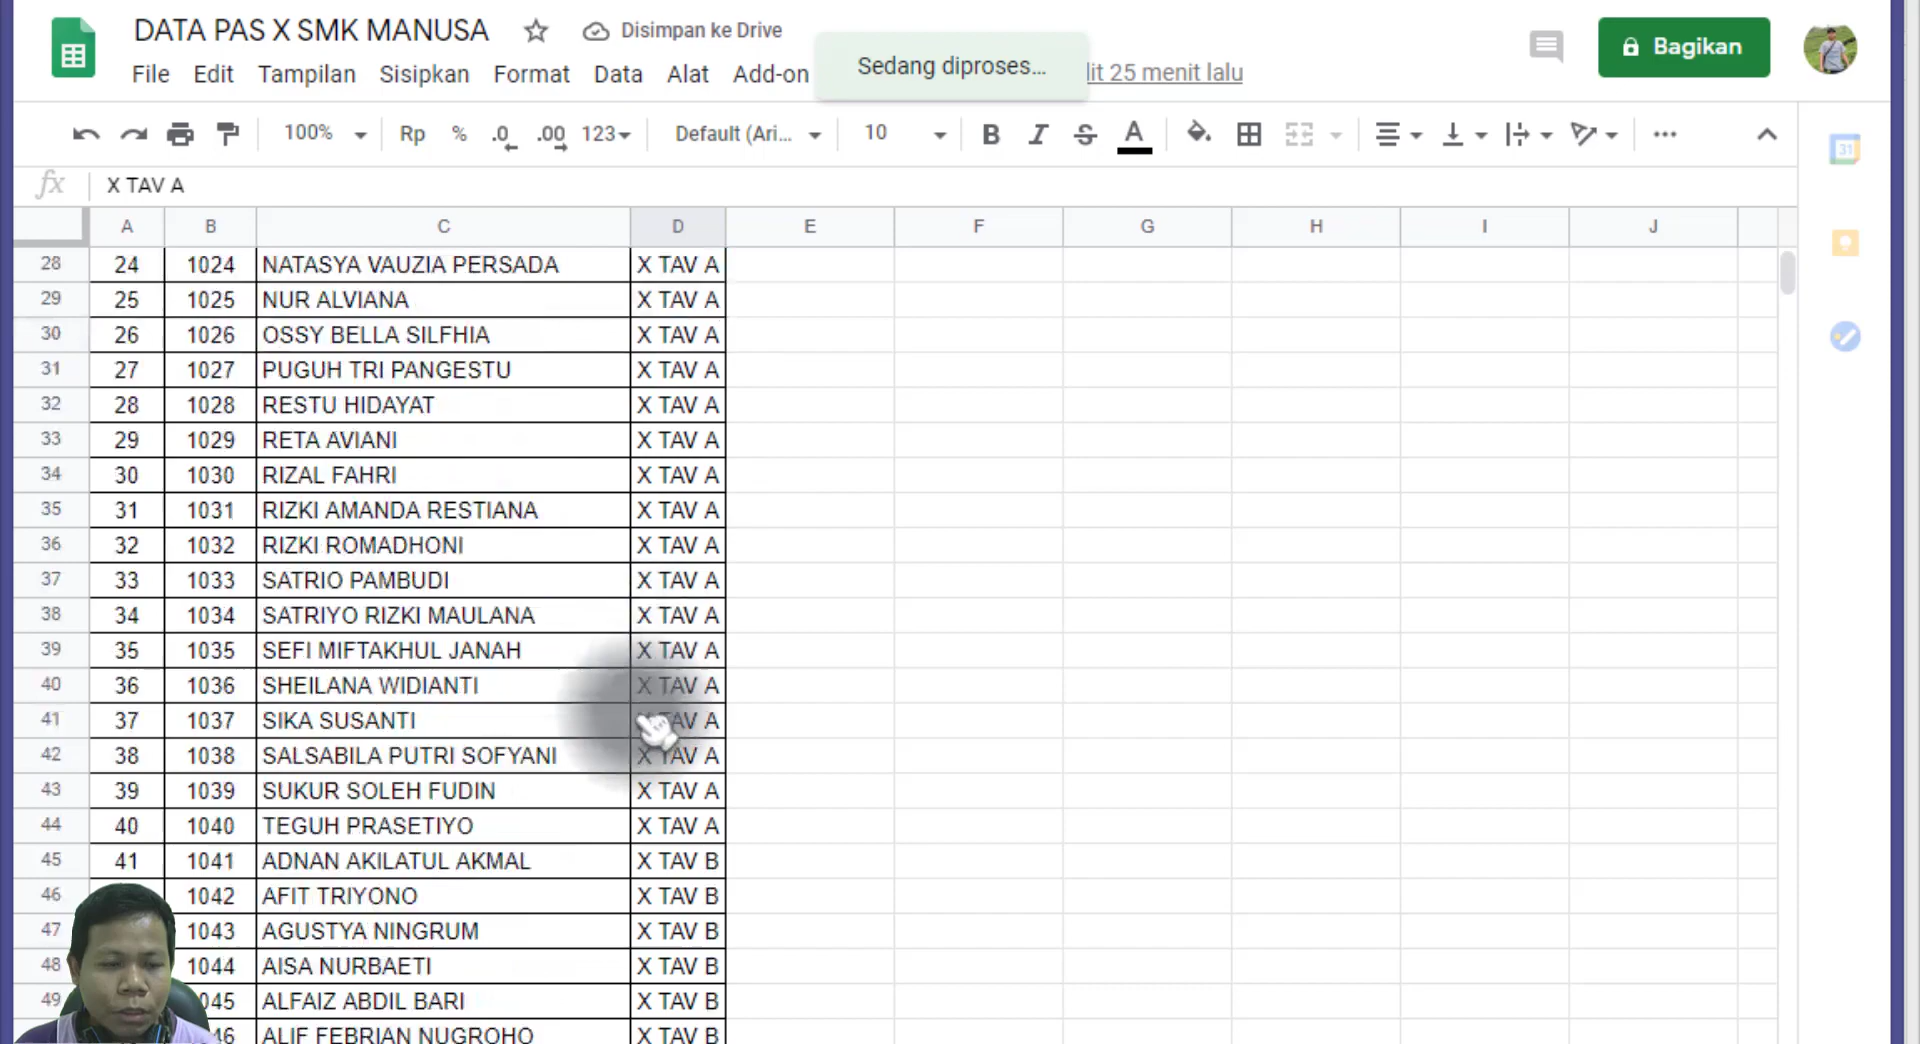 DATA PAS X SMK MANUSA Disimpan ke Drive
File Edit Tampilan Sisipkan Format Data Alat Add-on Sedang diproses... lit 25 menit lalu Bagikan
100% Rp % .0 .00 123 Default (Ari... 10 B I S A 31
fx X TAV A
A B C D E F G H I J
28 24 1024 NATASYA VAUZIA PERSADA X TAV A
29 25 1025 NUR ALVIANA X TAV A
30 26 1026 OSSY BELLA SILFHIA X TAV A
31 27 1027 PUGUH TRI PANGESTU X TAV A
32 28 1028 RESTU HIDAYAT X TAV A
33 29 1029 RETA AVIANI X TAV A
34 30 1030 RIZAL FAHRI X TAV A
35 31 1031 RIZKI AMANDA RESTIANA X TAV A
36 32 1032 RIZKI ROMADHONI X TAV A
37 33 1033 SATRIO PAMBUDI X TAV A
38 34 1034 SATRIYO RIZKI MAULANA X TAV A
39 35 1035 SEFI MIFTAKHUL JANAH X TAV A
40 36 1036 SHEILANA WIDIANTI X TAV A
41 37 1037 SIKA SUSANTI TAV A
42 38 1038 SALSABILA PUTRI SOFYANI X TAV A
43 39 1039 SUKUR SOLEH FUDIN X TAV A
44 40 1040 TEGUH PRASETIYO X TAV A
45 41 1041 ADNAN AKILATUL AKMAL X TAV B
46 1042 AFIT TRIYONO X TAV B
47 1043 AGUSTYA NINGRUM X TAV B
48 1044 AISA NURBAETI X TAV B
49 045 ALFAIZ ABDIL BARI X TAV B
46 ALIF FEBRIAN NUGROHO X TAV B